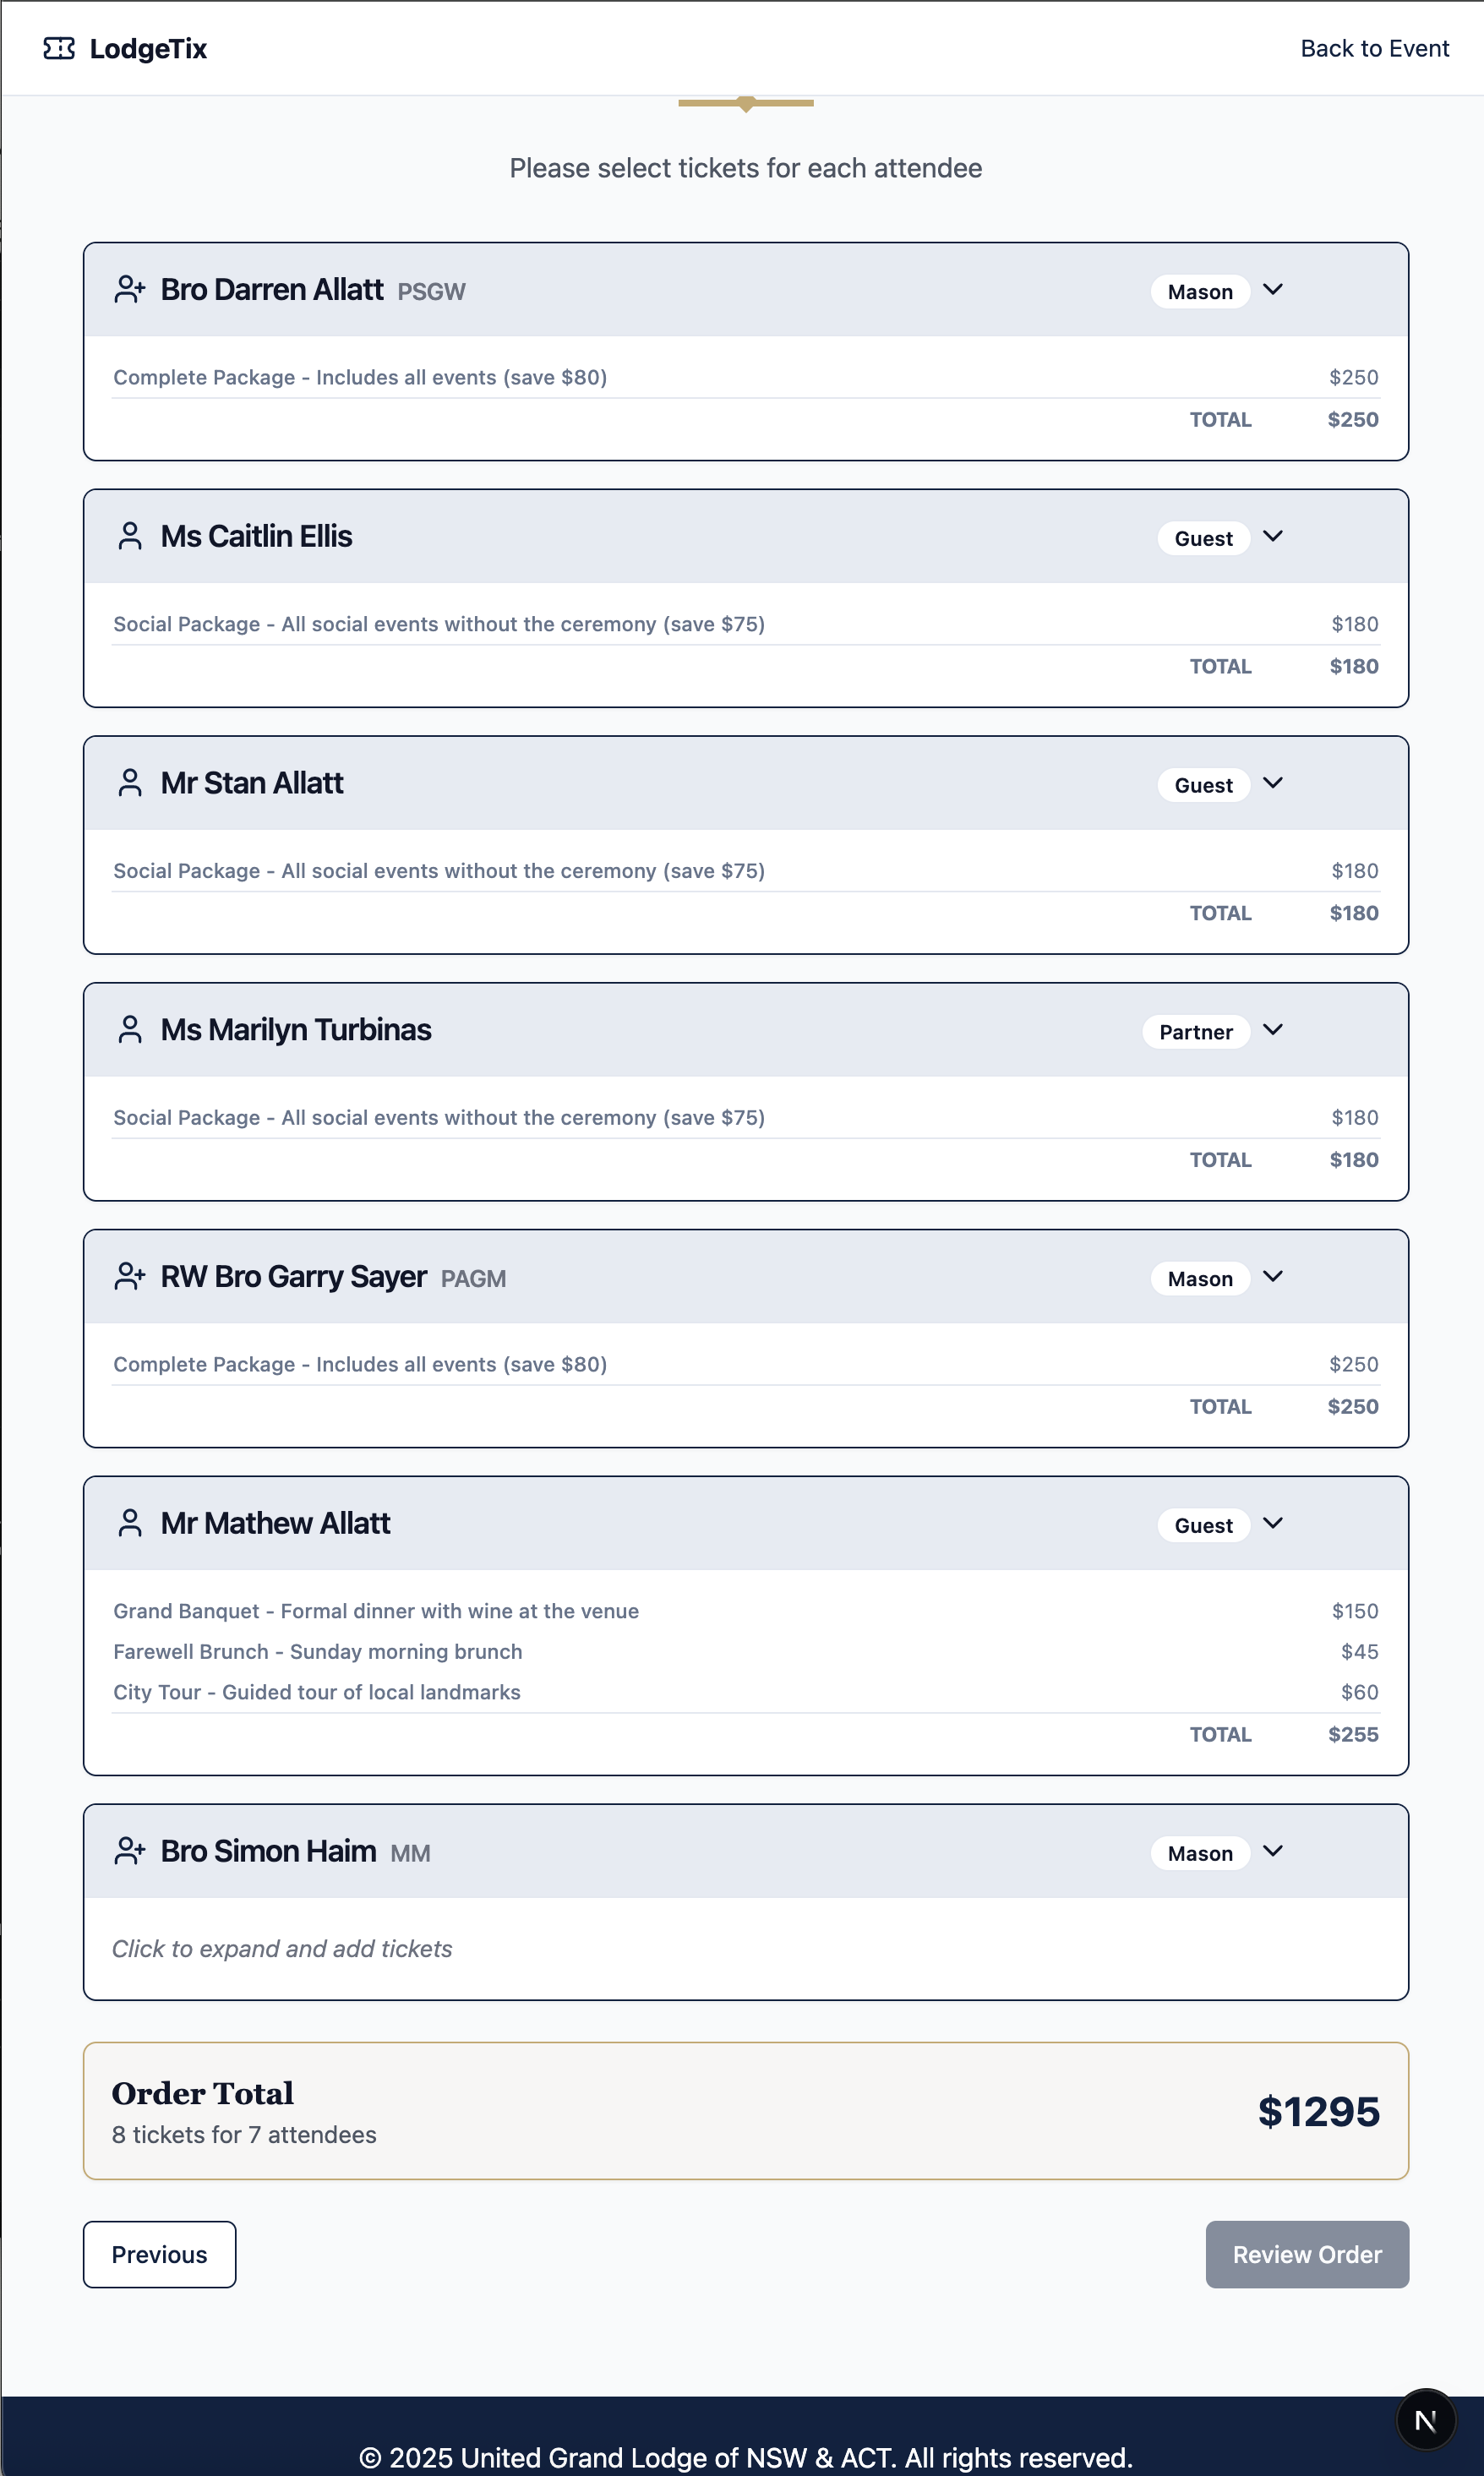 LodgeTix
Back to Event
Please select tickets for each attendee
Bro Darren Allatt PSGW Mason
Complete Package - Includes all events (save $80) $250
TOTAL $250
Ms Caitlin Ellis Guest
Social Package - All social events without the ceremony (save $75) $180
TOTAL $180
Mr Stan Allatt Guest
Social Package - All social events without the ceremony (save $75) $180
TOTAL $180
Ms Marilyn Turbinas Partner
Social Package - All social events without the ceremony (save $75) $180
TOTAL $180
RW Bro Garry Sayer PAGM Mason
Complete Package - Includes all events (save $80) $250
TOTAL $250
Mr Mathew Allatt Guest
Grand Banquet - Formal dinner with wine at the venue $150
Farewell Brunch - Sunday morning brunch $45
City Tour - Guided tour of local landmarks $60
TOTAL $255
Bro Simon Haim MM Mason
Click to expand and add tickets
Order Total
8 tickets for 7 attendees
$1295
Previous
Review Order
N
© 2025 United Grand Lodge of NSW & ACT. All rights reserved.